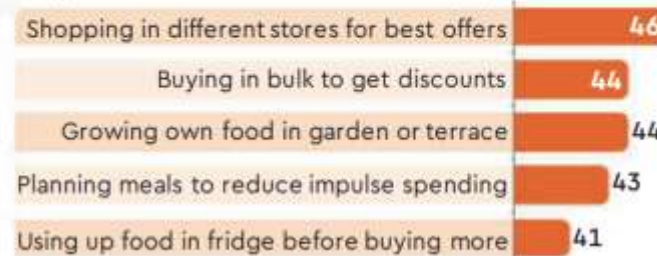 Shopping in different stores for best offers 46
Buying in bulk to get discounts 44
Growing own food in garden or terrace 44
Planning meals to reduce impulse spending 43
Using up food in fridge before buying more 41